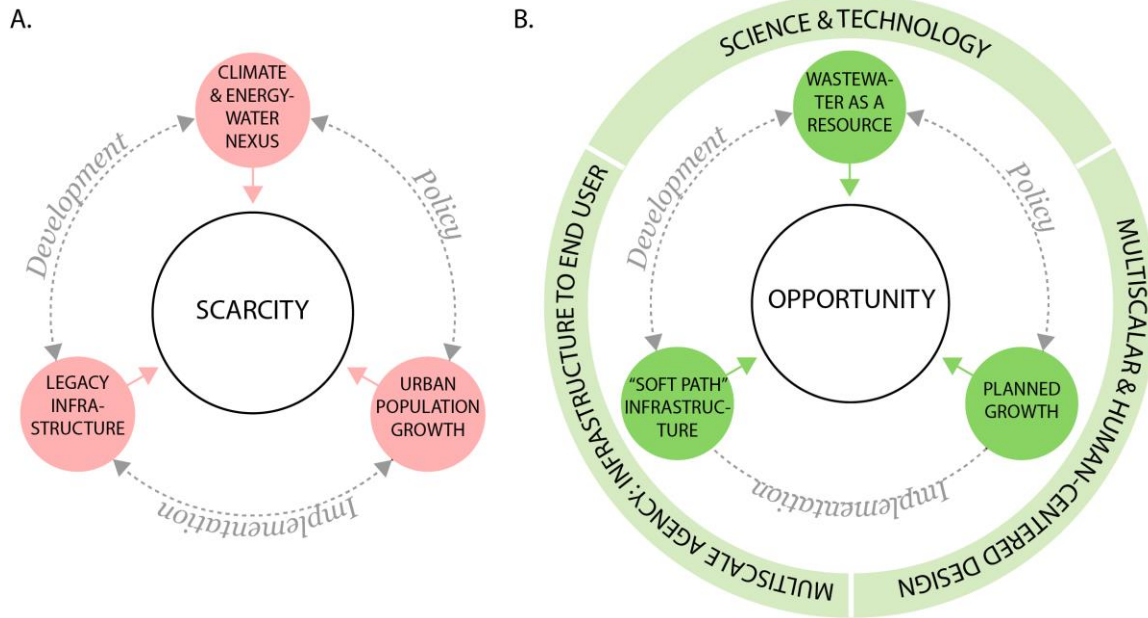 A.
CLIMATE
& ENERGY-
WATER
NEXUS
Development
Policy
SCARCITY
LEGACY
INFRA-
STRUCTURE
URBAN
POPULATION
GROWTH
Implementation
B.
SCIENCE & TECHNOLOGY
WASTEWA-
TER AS A
RESOURCE
Development
Policy
MULTISCALE AGENCY: INFRASTRUCTURE TO END USER
MULTISCALAR & HUMAN-CENTERED DESIGN
OPPORTUNITY
“SOFT PATH”
INFRASTRUC-
TURE
PLANNED
GROWTH
Implementation